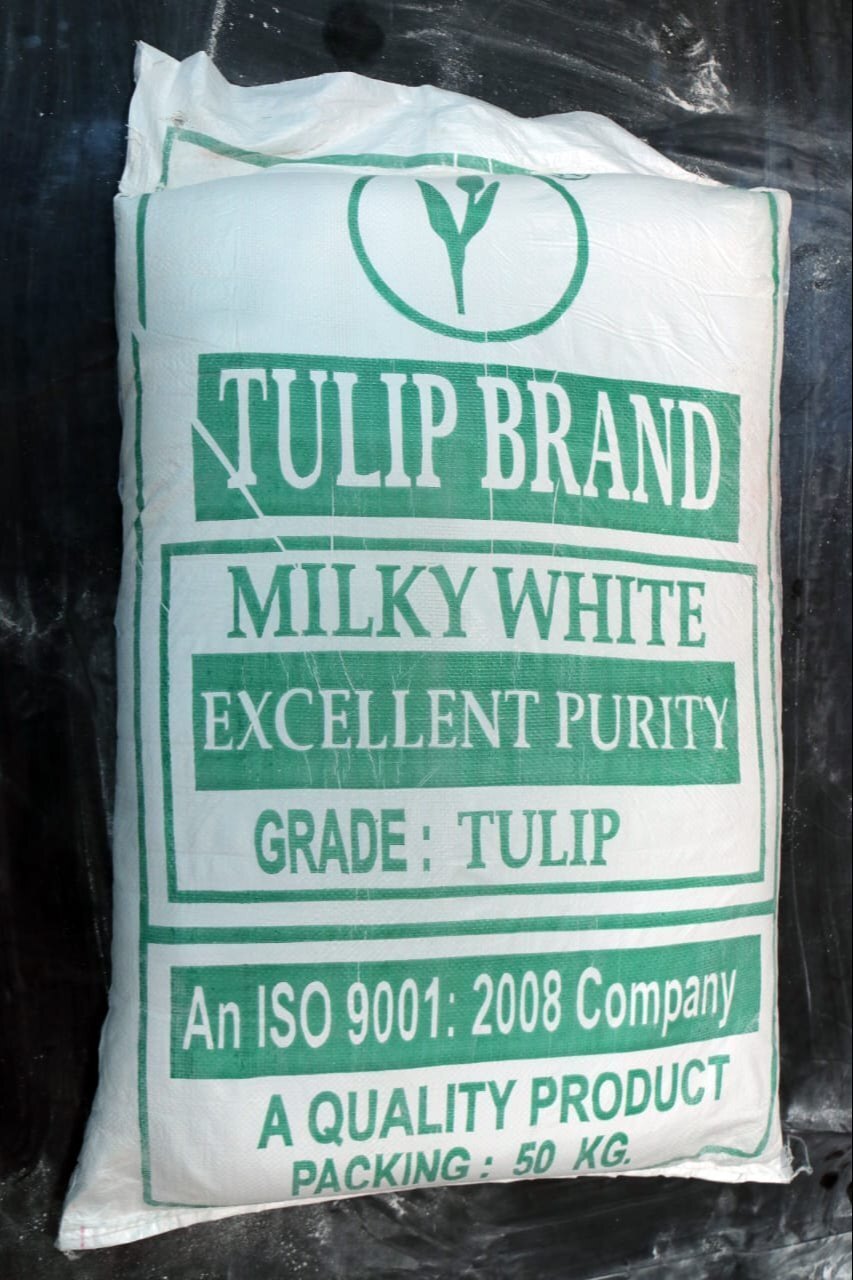 TULIP BRAND
MILKY WHITE
EXCELLENT PURITY
GRADE : TULIP
An ISO 9001: 2008 Company
A QUALITY PRODUCT
PACKING : 50 KG.